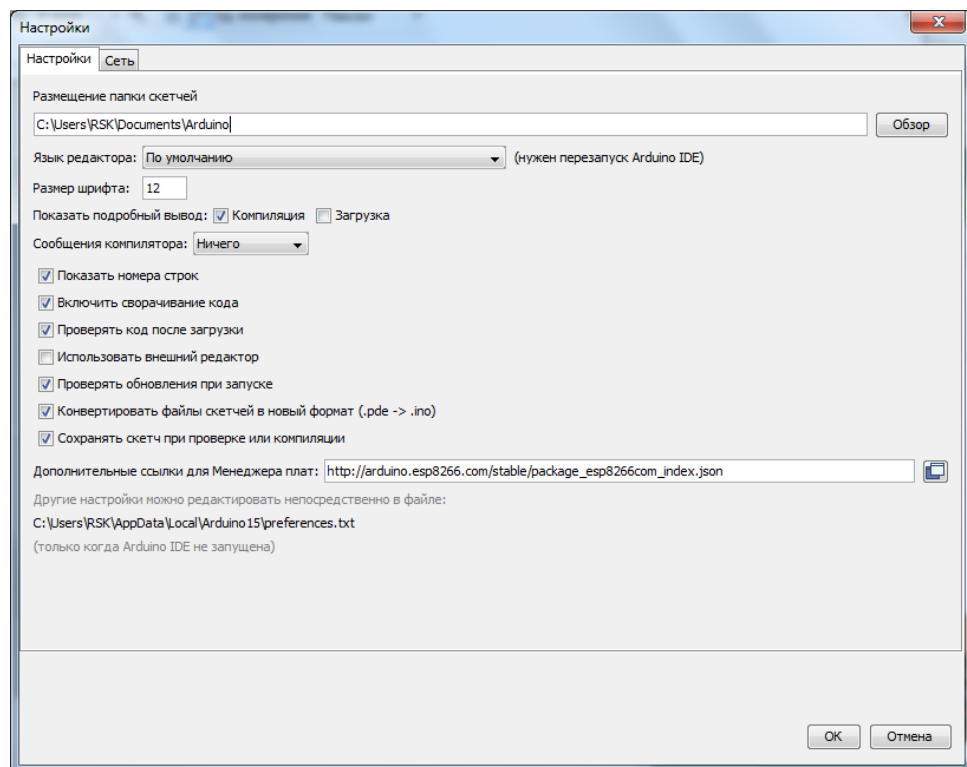 Настройки
Настройки Сеть
Размещение папки скетчей
C:\Users\RSK\Documents\Arduino Обзор
Язык редактора: По умолчанию (нужен перезапуск Arduino IDE)
Размер шрифта: 12
Показать подробный вывод: Компиляция Загрузка
Сообщения компилятора: Ничего
Показать номера строк
Включить сворачивание кода
Проверять код после загрузки
Использовать внешний редактор
Проверять обновления при запуске
Конвертировать файлы скетчей в новый формат (.pde -> .ino)
Сохранять скетч при проверке или компиляции
Дополнительные ссылки для Менеджера плат: http://arduino.esp8266.com/stable/package_esp8266com_index.json
Другие настройки можно редактировать непосредственно в файле:
C:\Users\RSK\AppData\Local\Arduino15\preferences.txt
(только когда Arduino IDE не запущена)
OK Отмена